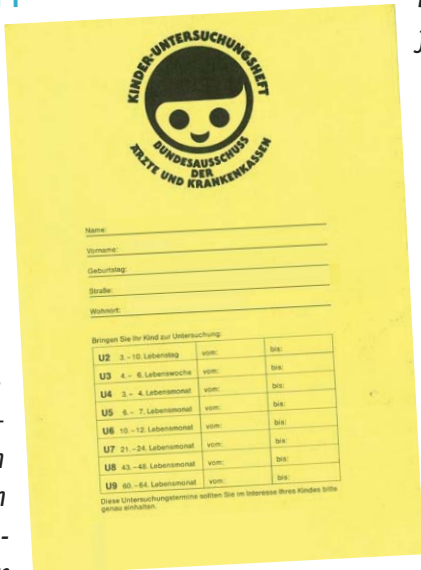 KINDER-UNTERSUCHUNGSHEFT
BUNDESAUSSCHUSS
DER
ÄRZTE UND KRANKENKASSEN
Name:
Vorname:
Geburtstag:
Straße:
Wohnort:
Bringen Sie Ihr Kind zur Untersuchung:
U2 3. – 10. Lebenstag vom: bis:
U3 4. – 6. Lebenswoche vom: bis:
U4 3. – 4. Lebensmonat vom: bis:
U5 6. – 7. Lebensmonat vom: bis:
U6 10. – 12. Lebensmonat vom: bis:
U7 21. – 24. Lebensmonat vom: bis:
U8 43. – 48. Lebensmonat vom: bis:
U9 60. – 64. Lebensmonat vom: bis:
Diese Untersuchungstermine sollten Sie im Interesse Ihres Kindes bitte
genau einhalten.